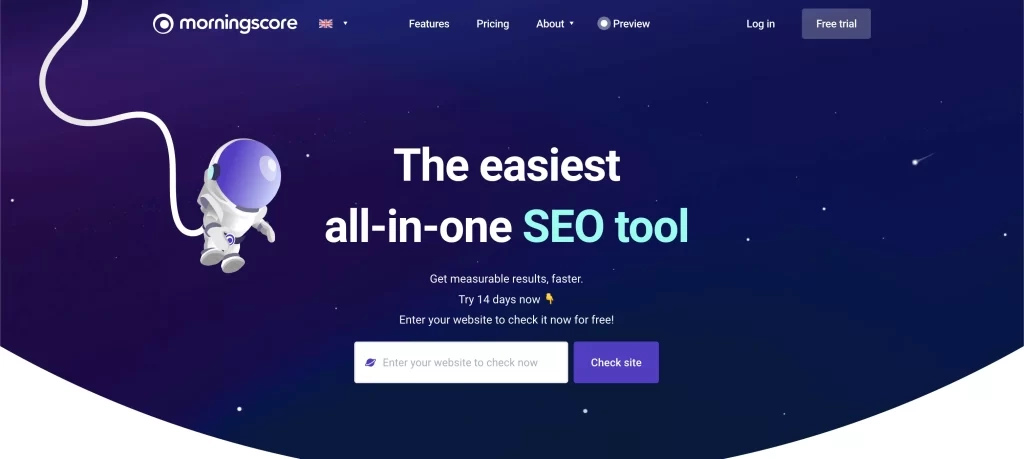 morningscore
Features
Pricing
About
Preview
Log in
Free trial
The easiest
all-in-one SEO tool
Get measurable results, faster.
Try 14 days now 👇
Enter your website to check it now for free!
Enter your website to check now
Check site